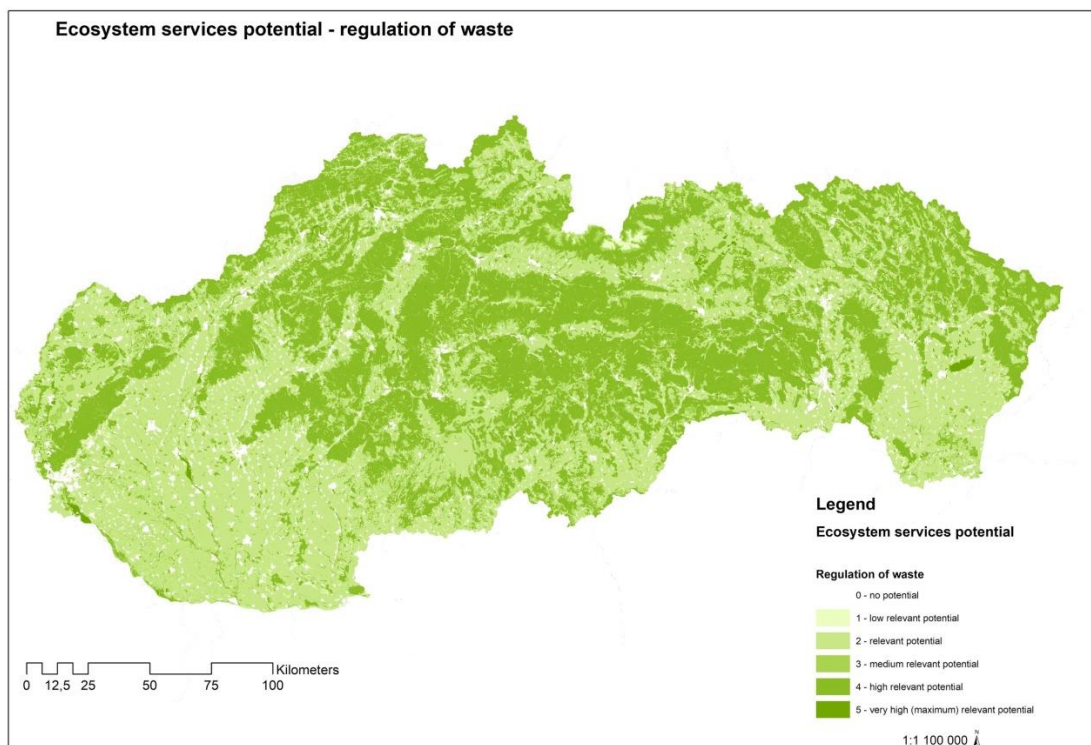 Ecosystem services potential - regulation of waste
Legend
Ecosystem services potential
Regulation of waste
0 - no potential
1 - low relevant potential
2 - relevant potential
3 - medium relevant potential
4 - high relevant potential
5 - very high (maximum) relevant potential
Kilometers
0 12,5 25 50 75 100
1:1 100 000
N